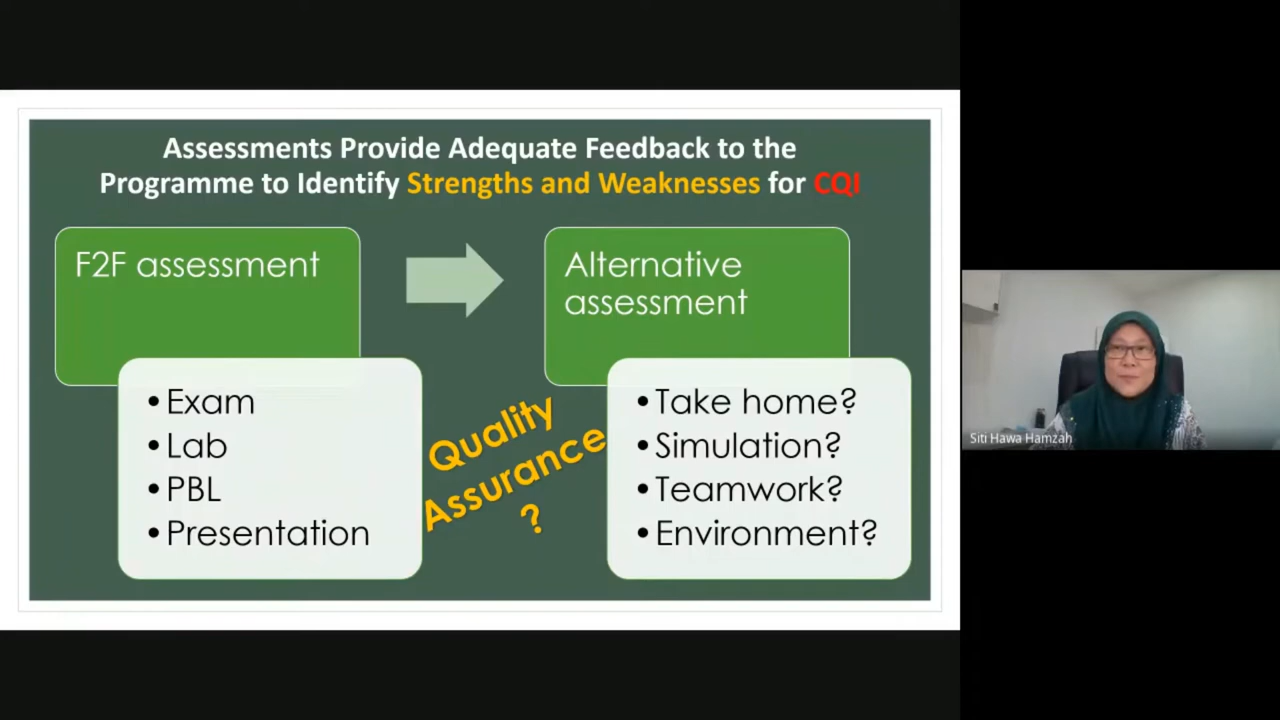 Assessments Provide Adequate Feedback to the
Programme to Identify Strengths and Weaknesses for CQI
F2F assessment
•Exam
•Lab
•PBL
•Presentation
Quality
Assurance
?
Alternative
assessment
•Take home?
•Simulation?
•Teamwork?
•Environment?
Siti Hawa Hamzah